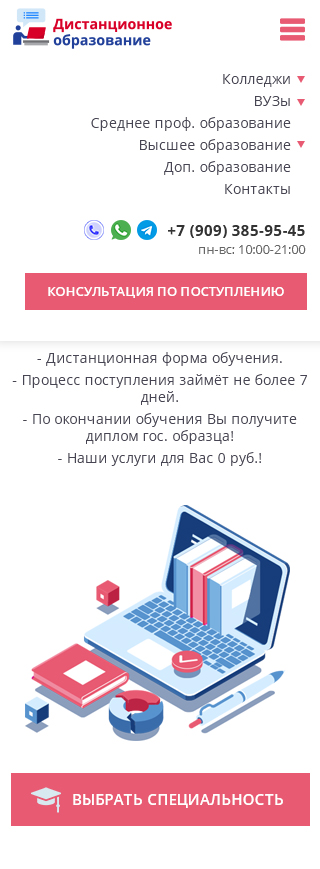 Дистанционное
образование
Колледжи
ВУЗы
Среднее проф. образование
Высшее образование
Доп. образование
Контакты
+7 (909) 385-95-45
пн-вс: 10:00-21:00
КОНСУЛЬТАЦИЯ ПО ПОСТУПЛЕНИЮ
- Дистанционная форма обучения.
- Процесс поступления займёт не более 7
дней.
- По окончании обучения Вы получите
диплом гос. образца!
- Наши услуги для Вас 0 руб.!
ВЫБРАТЬ СПЕЦИАЛЬНОСТЬ